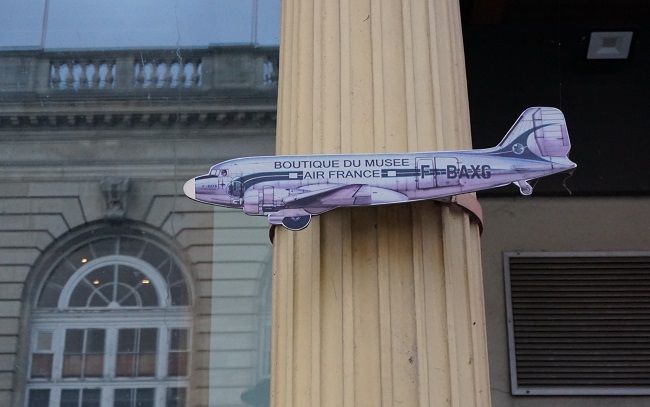 BOUTIQUE DU MUSEE
AIR FRANCE
F-BAXG